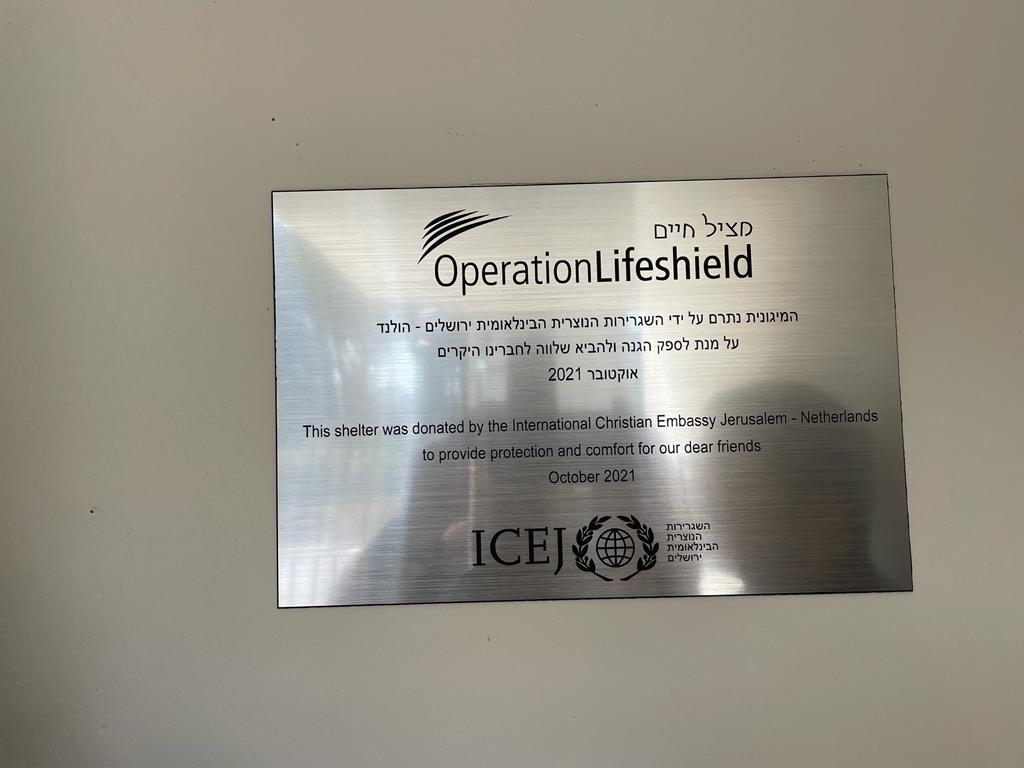 מציל חיים
OperationLifeshield
המיגונית נתרם על ידי השגרירות הנוצרית הבינלאומית ירושלים - הולנד
על מנת לספק הגנה ולהביא שלווה לחברינו היקרים
אוקטובר 2021
This shelter was donated by the International Christian Embassy Jerusalem - Netherlands
to provide protection and comfort for our dear friends
October 2021
ICEJ
השגרירות
הנוצרית
הבינלאומית
ירושלים